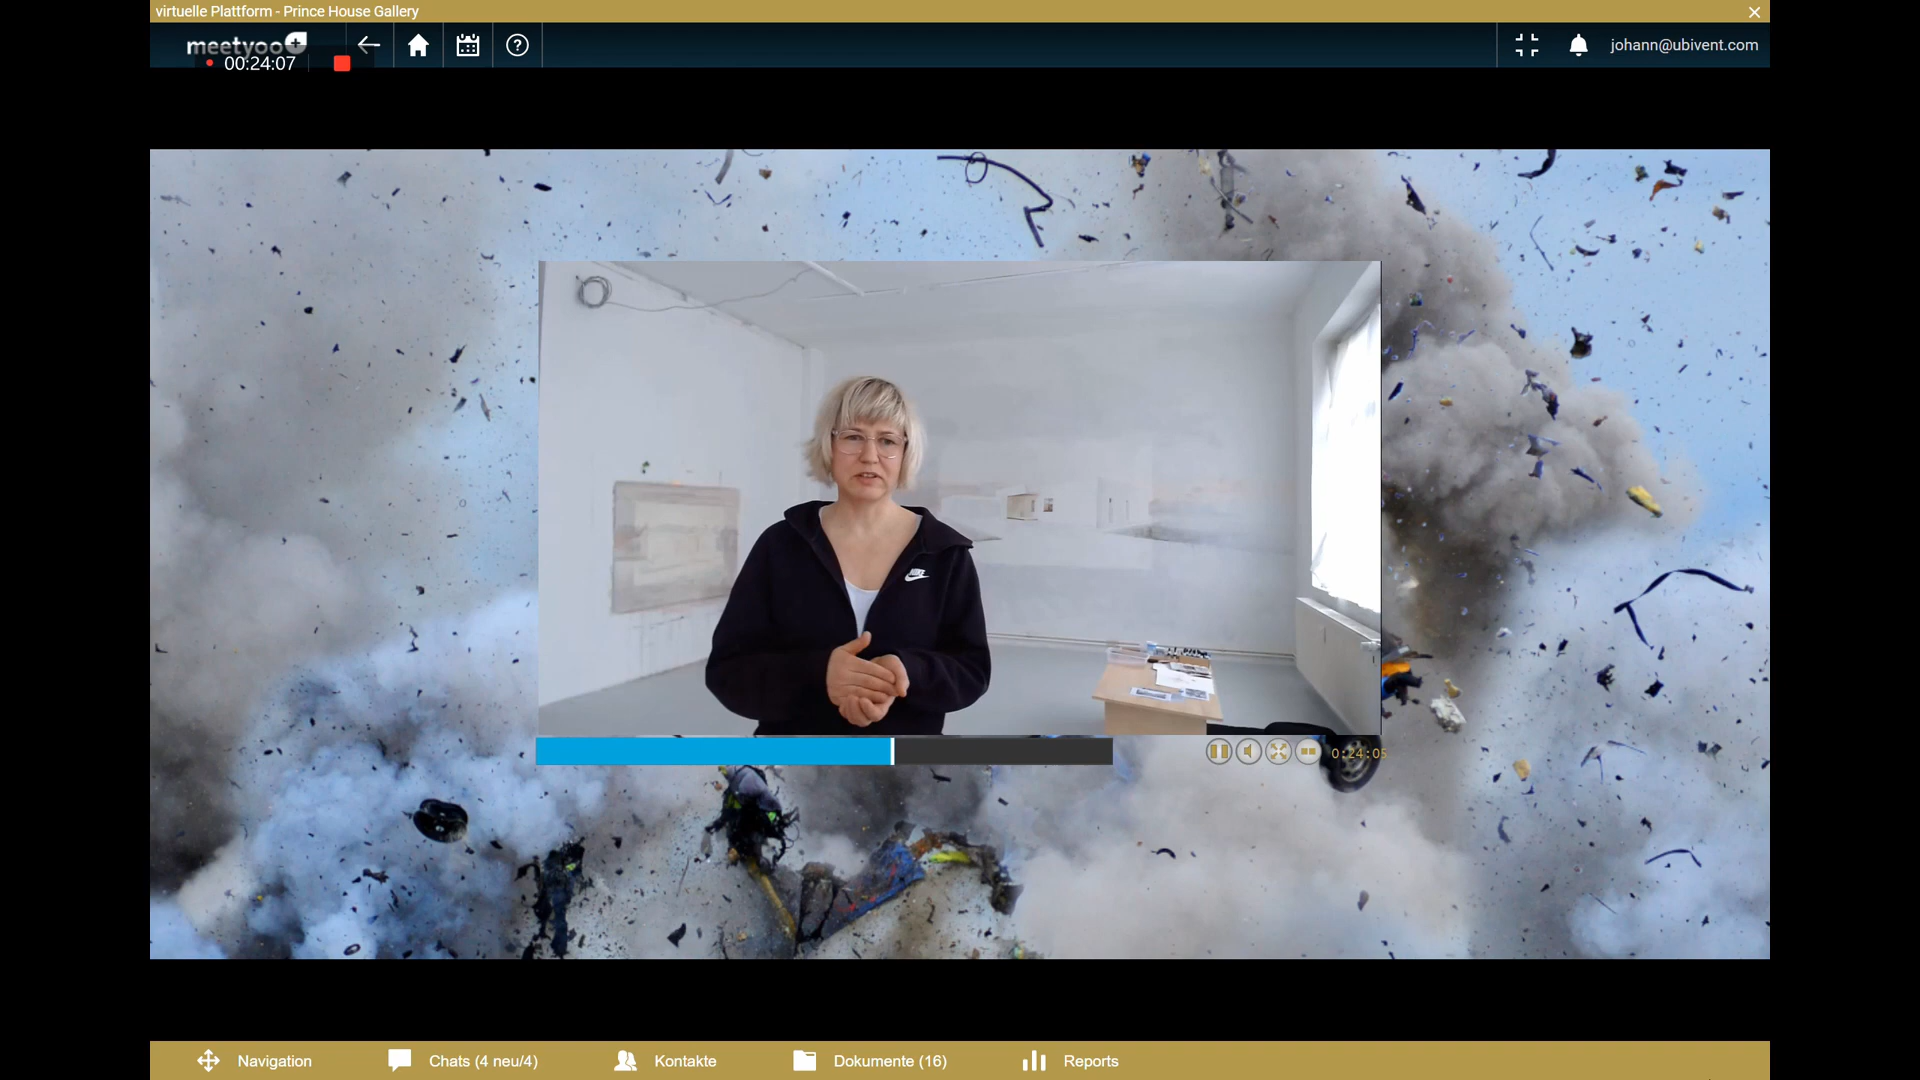 virtuelle Plattform - Prince House Gallery
meetyoo
johann@ubivent.com
00:24:07
0:24:05
Navigation
Chats (4 neu/4)
Kontakte
Dokumente (16)
Reports